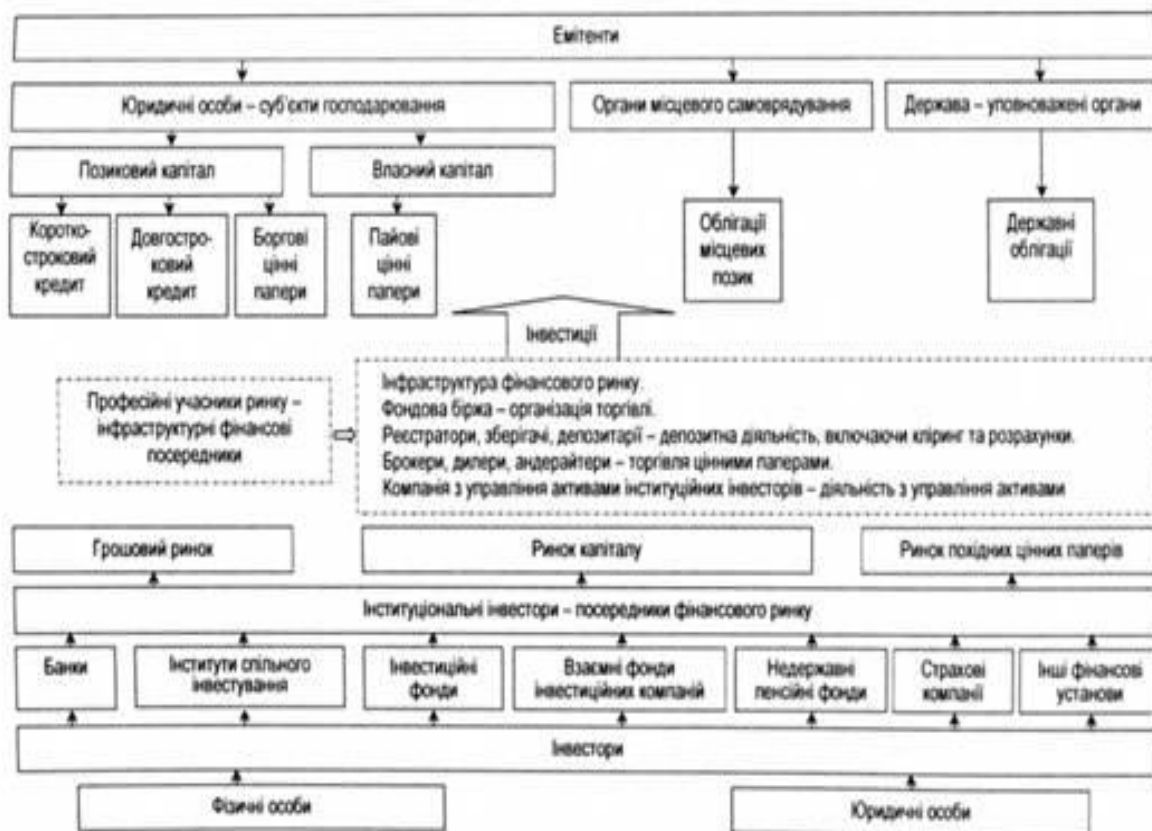 Емітенти
Юридичні особи – суб'єкти господарювання
Органи місцевого самоврядування
Держава – уповноважені органи
Позиковий капітал
Власний капітал
Коротко-
строковий
кредит
Довгостро-
ковий
кредит
Боргові
цінні
папери
Пайові
цінні
папери
Облігації
місцевих
позик
Державні
облігації
Інвестиції
Професійні учасники ринку –
інфраструктурні фінансові
посередники
Інфраструктура фінансового ринку.
Фондова біржа – організація торгівлі.
Реєстратори, зберігачі, депозитарії – депозитна діяльність, включаючи кліринг та розрахунки.
Брокери, дилери, андерайтери – торгівля цінними паперами.
Компанія з управління активами інституційних інвесторів – діяльність з управління активами
Грошовий ринок
Ринок капіталу
Ринок похідних цінних паперів
Інституціональні інвестори – посередники фінансового ринку
Банки
Інститути спільного
інвестування
Інвестиційні
фонди
Взаємні фонди
інвестиційних компаній
Недержавні
пенсійні фонди
Страхові
компанії
Інші фінансові
установи
Інвестори
Фізичні особи
Юридичні особи